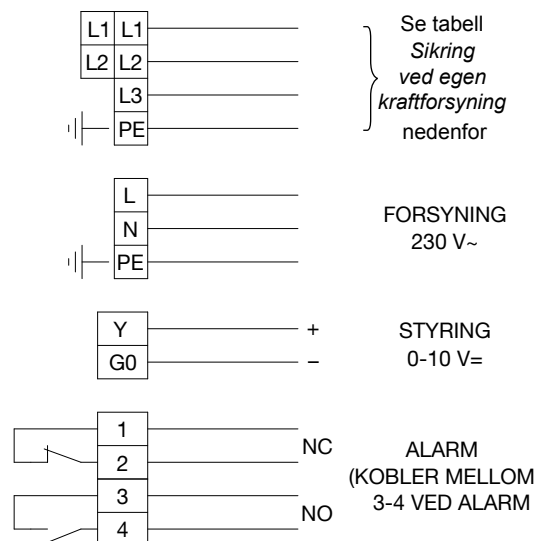 L1 L1 Se tabell
L2 L2 Sikring
ved egen
L3 kraftforsyning
PE nedenfor
L FORSYNING
N 230 V~
PE
Y + STYRING
G0 – 0-10 V=
1
NC ALARM
2 (KOBLER MELLOM
3 3-4 VED ALARM
NO
4